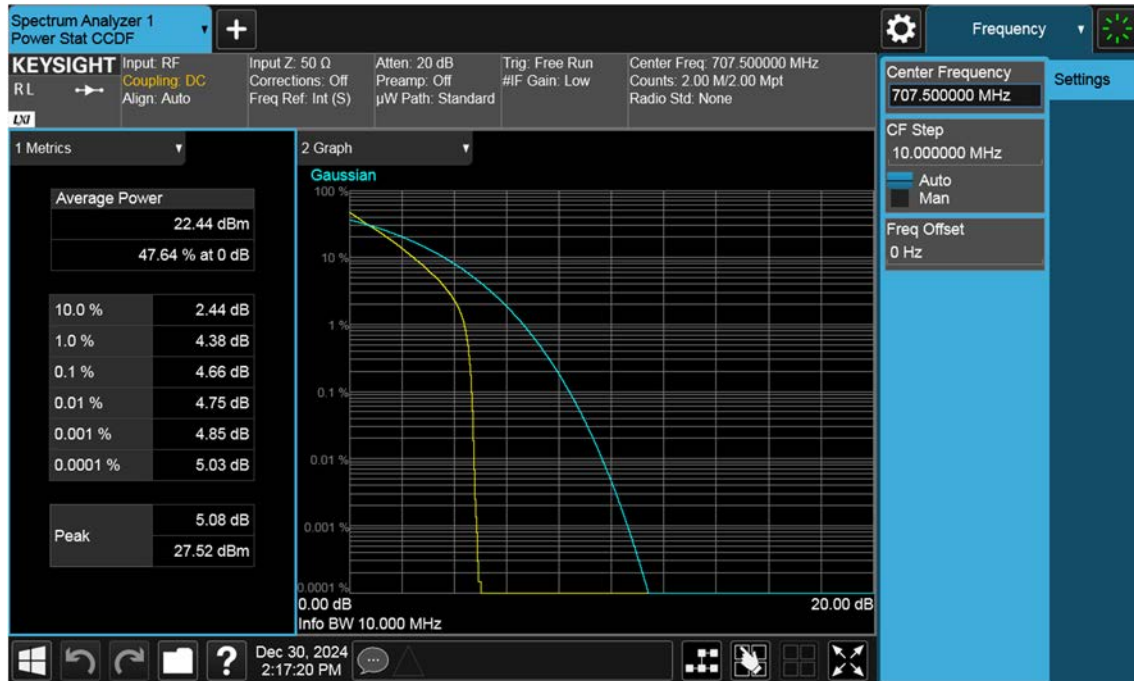 Spectrum Analyzer 1
Power Stat CCDF
Frequency
KEYSIGHT
R L
LXI
Input: RF
Coupling: DC
Align: Auto
Input Z: 50 Ω
Corrections: Off
Freq Ref: Int (S)
Atten: 20 dB
Preamp: Off
µW Path: Standard
Trig: Free Run
#IF Gain: Low
Center Freq: 707.500000 MHz
Counts: 2.00 M/2.00 Mpt
Radio Std: None
Center Frequency
707.500000 MHz
Settings
CF Step
10.000000 MHz
Auto
Man
Freq Offset
0 Hz
1 Metrics
Average Power
22.44 dBm
47.64 % at 0 dB
10.0 % 2.44 dB
1.0 % 4.38 dB
0.1 % 4.66 dB
0.01 % 4.75 dB
0.001 % 4.85 dB
0.0001 % 5.03 dB
Peak 5.08 dB
27.52 dBm
2 Graph
Gaussian
100 %
10 %
1 %
0.1 %
0.01 %
0.001 %
0.0001 %
0.00 dB 20.00 dB
Info BW 10.000 MHz
?
Dec 30, 2024
2:17:20 PM